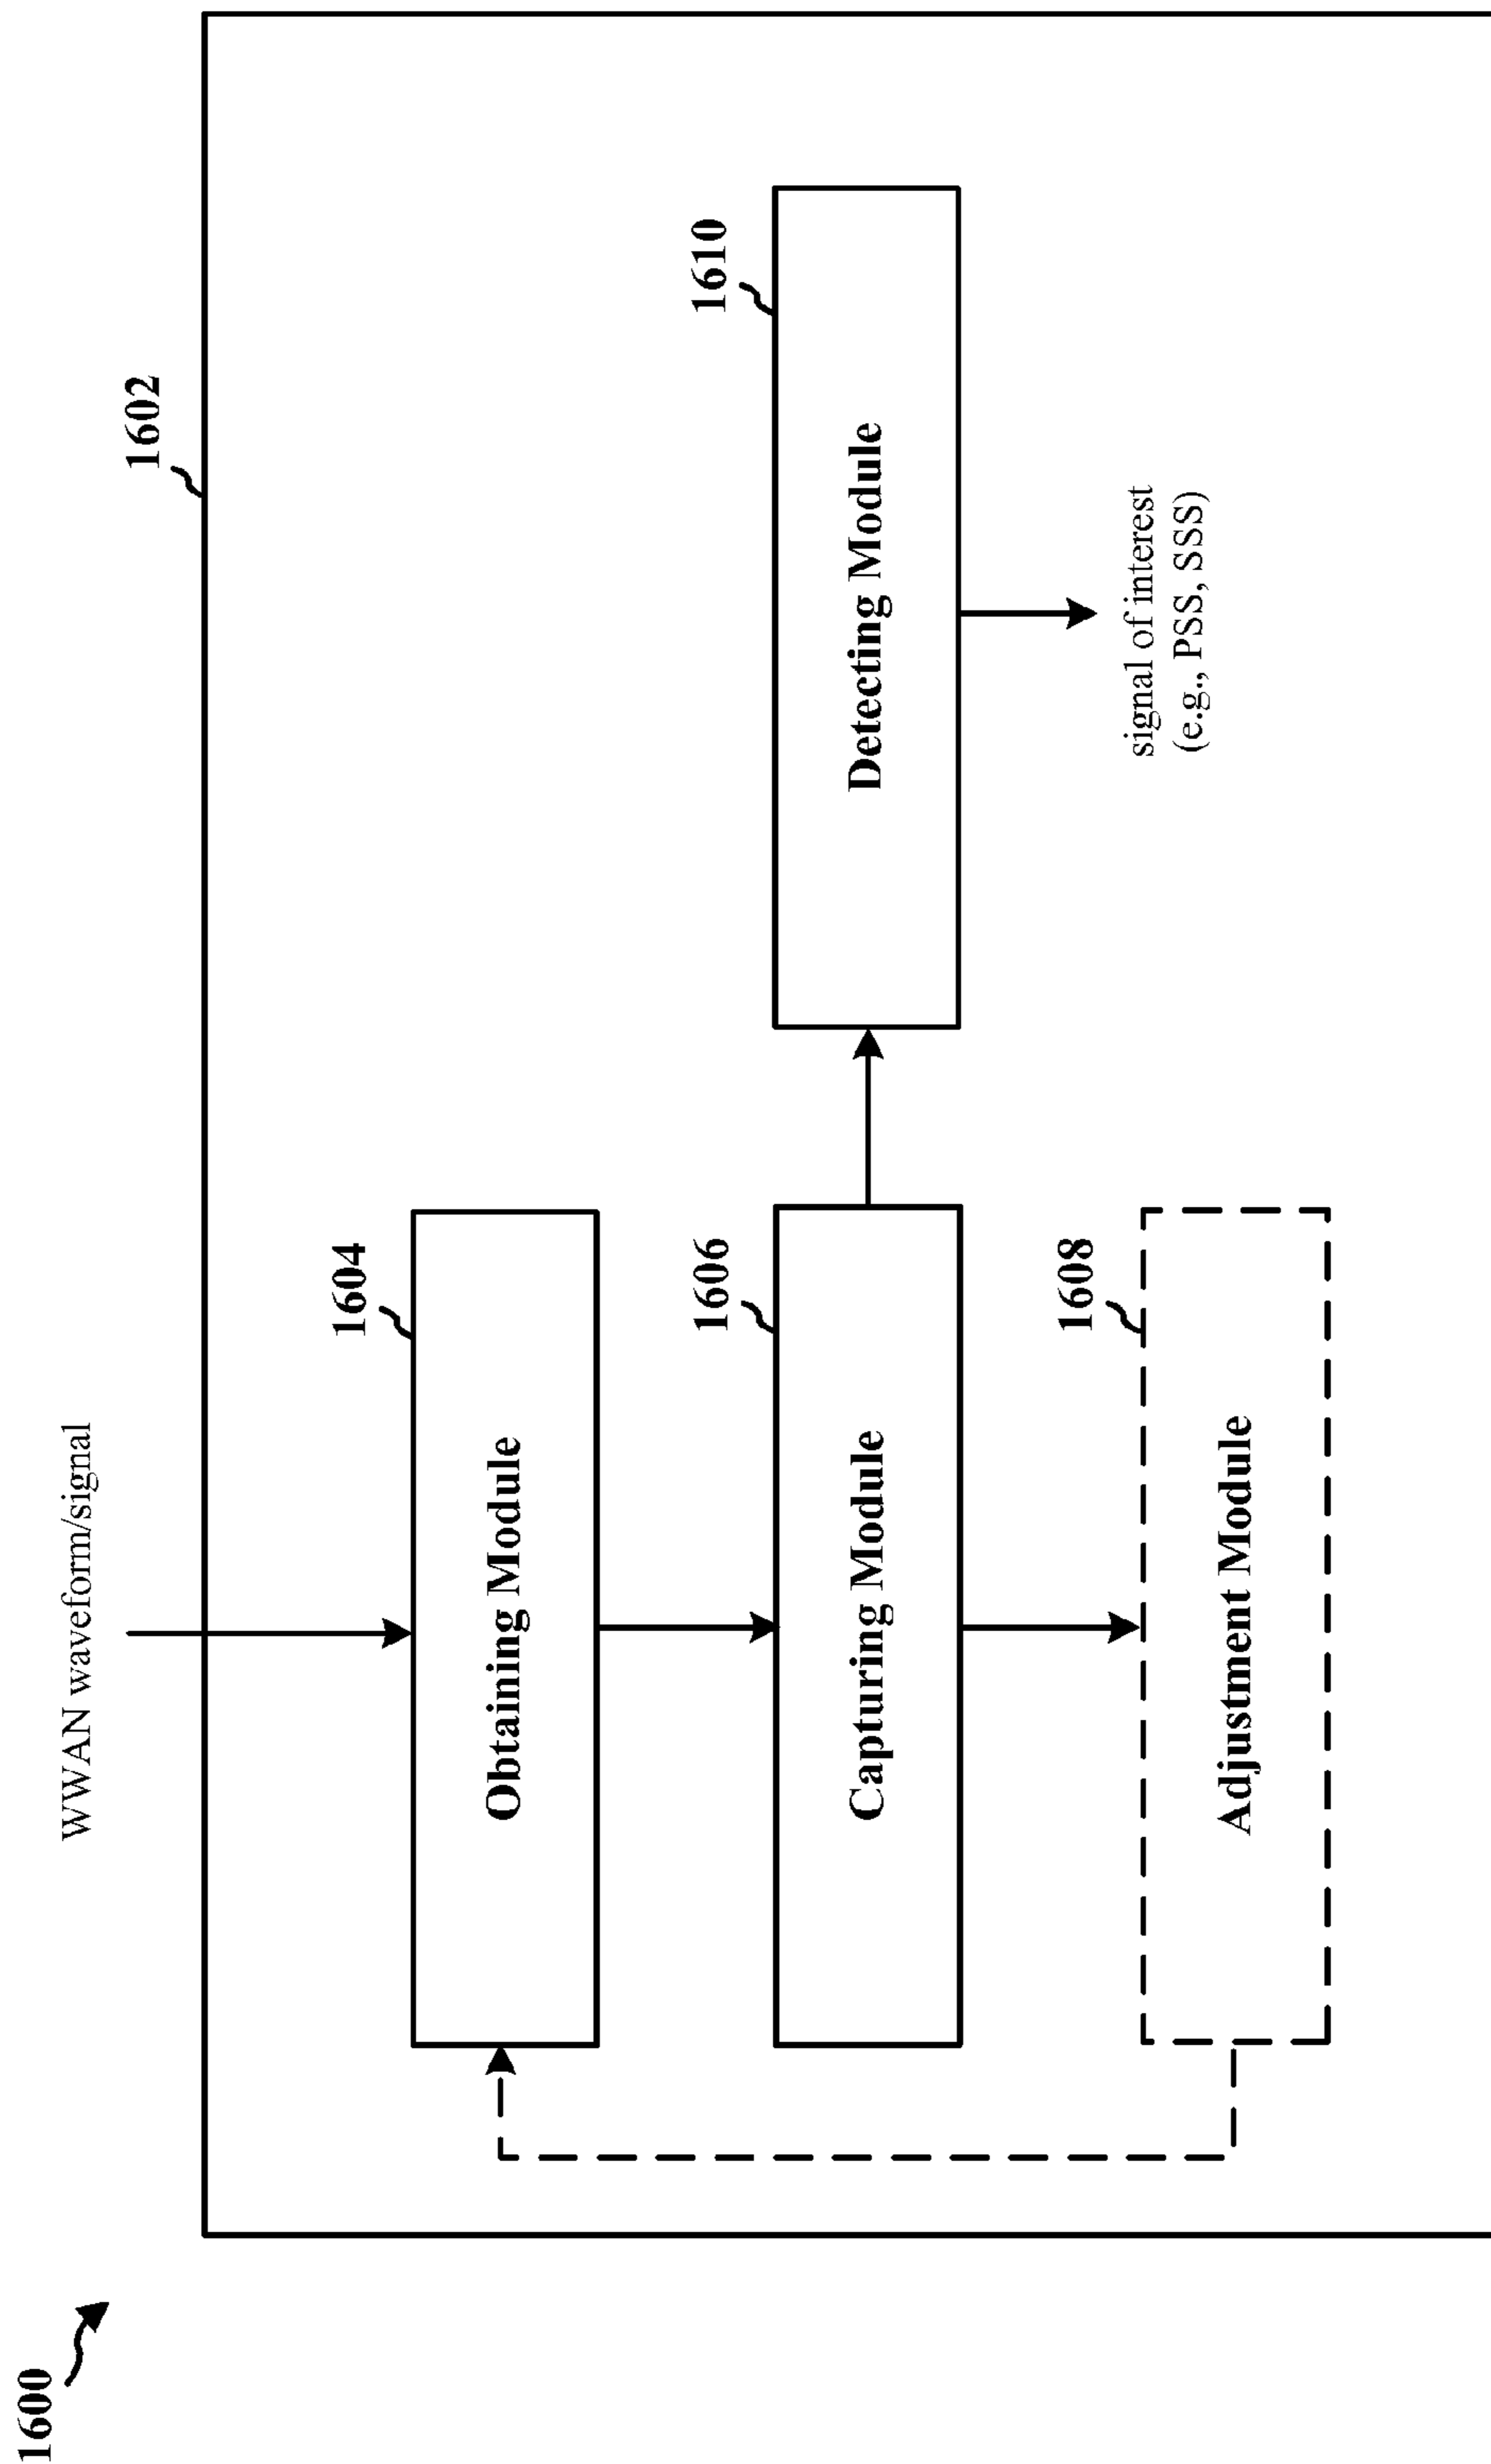 1600
WWAN waveform/signal
1602
1604
Obtaining Module
1606
Capturing Module
1610
Detecting Module
1608
Adjustment Module
signal of interest
(e.g., PSS, SSS)